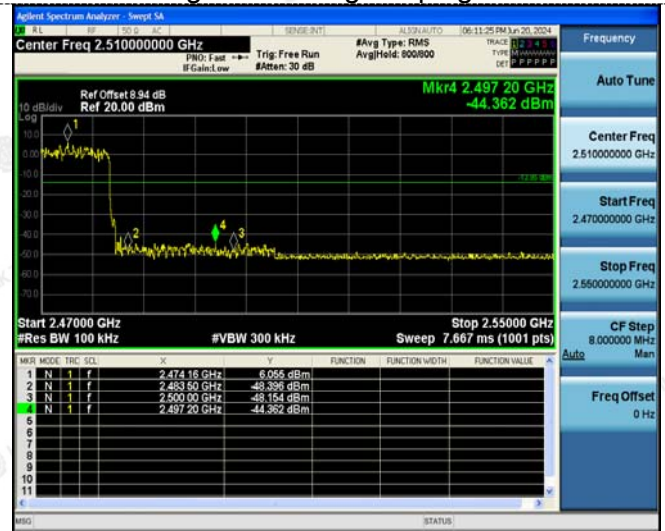 Agilent Spectrum Analyzer - Swept SA
RL RF 50 Ω AC SENSE:INT ALIGN AUTO 06:11:25 PM Jun 20, 2024
Center Freq 2.510000000 GHz
PNO: Fast
IFGain:Low
Trig: Free Run
#Atten: 30 dB
#Avg Type: RMS
Avg|Hold: 800/800
TRACE 1 2 3 4 5 6
TYPE
DET P P P P P P
Ref Offset 8.94 dB
10 dB/div Ref 20.00 dBm
Log
Mkr4 2.497 20 GHz
-44.362 dBm
10.0
0.00
-10.0
-20.0
-30.0
-40.0
-50.0
-60.0
-70.0
1
2
4
3
Start 2.47000 GHz Stop 2.55000 GHz
#Res BW 100 kHz #VBW 300 kHz Sweep 7.667 ms (1001 pts)
MKR MODE TRC SCL X Y FUNCTION FUNCTION WIDTH FUNCTION VALUE
1 N 1 f 2.474 16 GHz 6.055 dBm
2 N 1 f 2.483 50 GHz -48.396 dBm
3 N 1 f 2.500 00 GHz -48.154 dBm
4 N 1 f 2.497 20 GHz -44.362 dBm
5
6
7
8
9
10
11
MSG STATUS
Frequency
Auto Tune
Center Freq
2.510000000 GHz
Start Freq
2.470000000 GHz
Stop Freq
2.550000000 GHz
CF Step
8.000000 MHz
Auto Man
Freq Offset
0 Hz